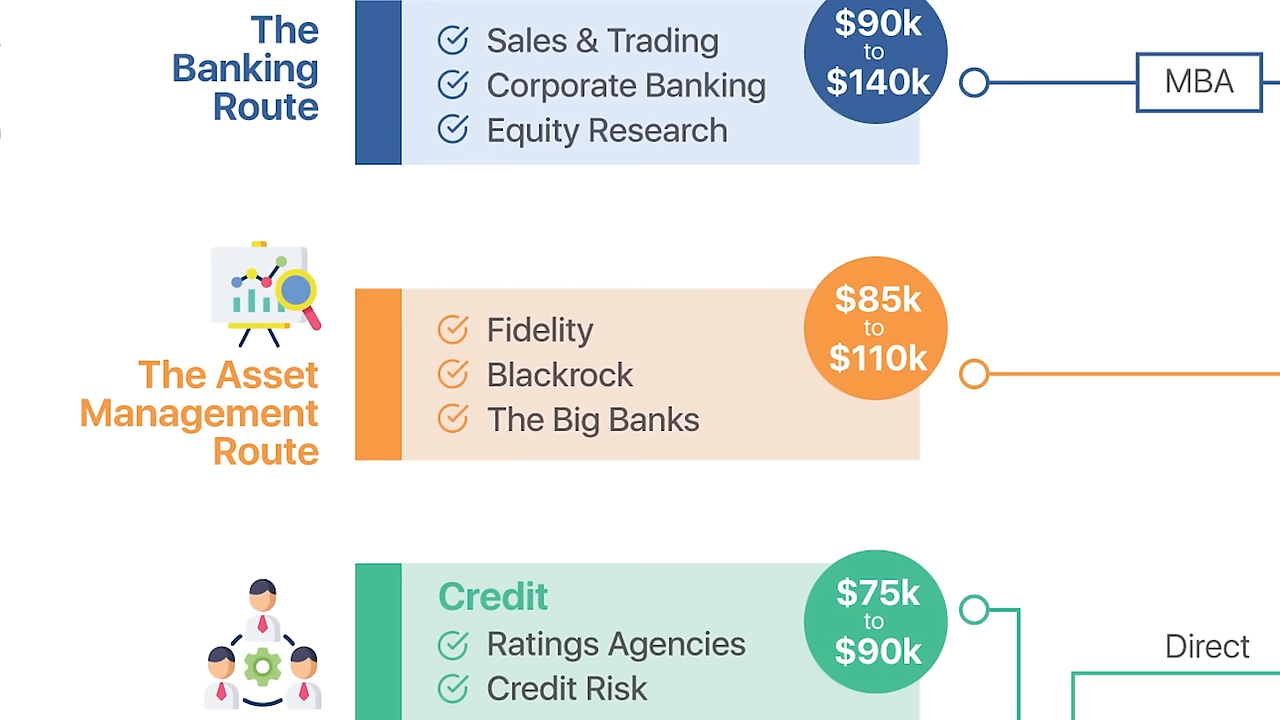 The
Banking
Route
Sales & Trading
Corporate Banking
Equity Research
$90k
to
$140k
MBA
The Asset
Management
Route
Fidelity
Blackrock
The Big Banks
$85k
to
$110k
Credit
Ratings Agencies
Credit Risk
$75k
to
$90k
Direct